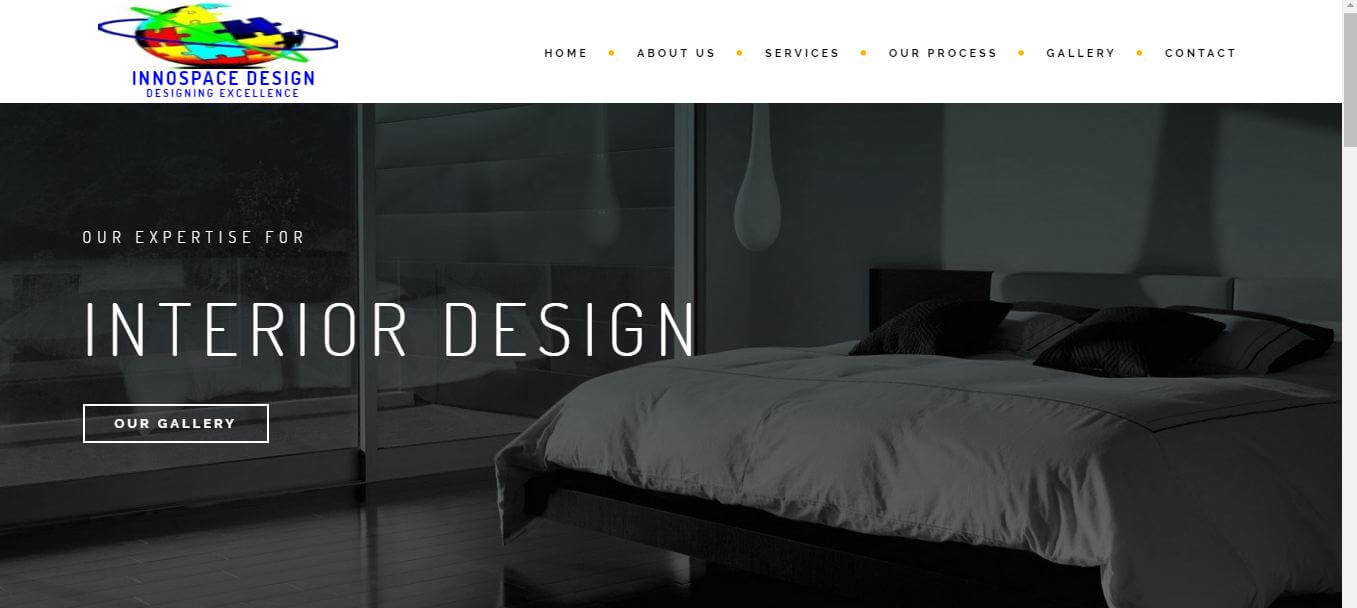 INNOSPACE DESIGN
DESIGNING EXCELLENCE
HOME ABOUT US SERVICES OUR PROCESS GALLERY CONTACT
OUR EXPERTISE FOR
INTERIOR DESIGN
OUR GALLERY